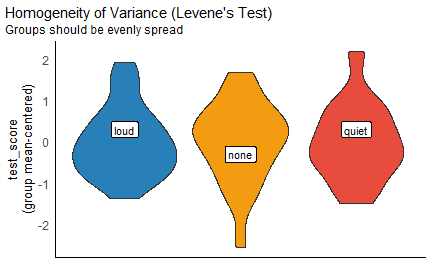 Homogeneity of Variance (Levene's Test)
Groups should be evenly spread
test_score
(group mean-centered)
2
1
0
-1
-2
loud
none
quiet